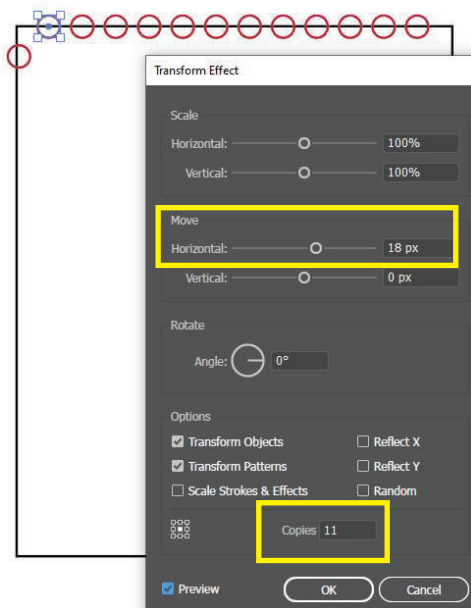 Transform Effect
Scale
Horizontal: 100%
Vertical: 100%
Move
Horizontal: 18 px
Vertical: 0 px
Rotate
Angle: 0°
Options
Transform Objects Reflect X
Transform Patterns Reflect Y
Scale Strokes & Effects Random
Copies 11
Preview OK Cancel